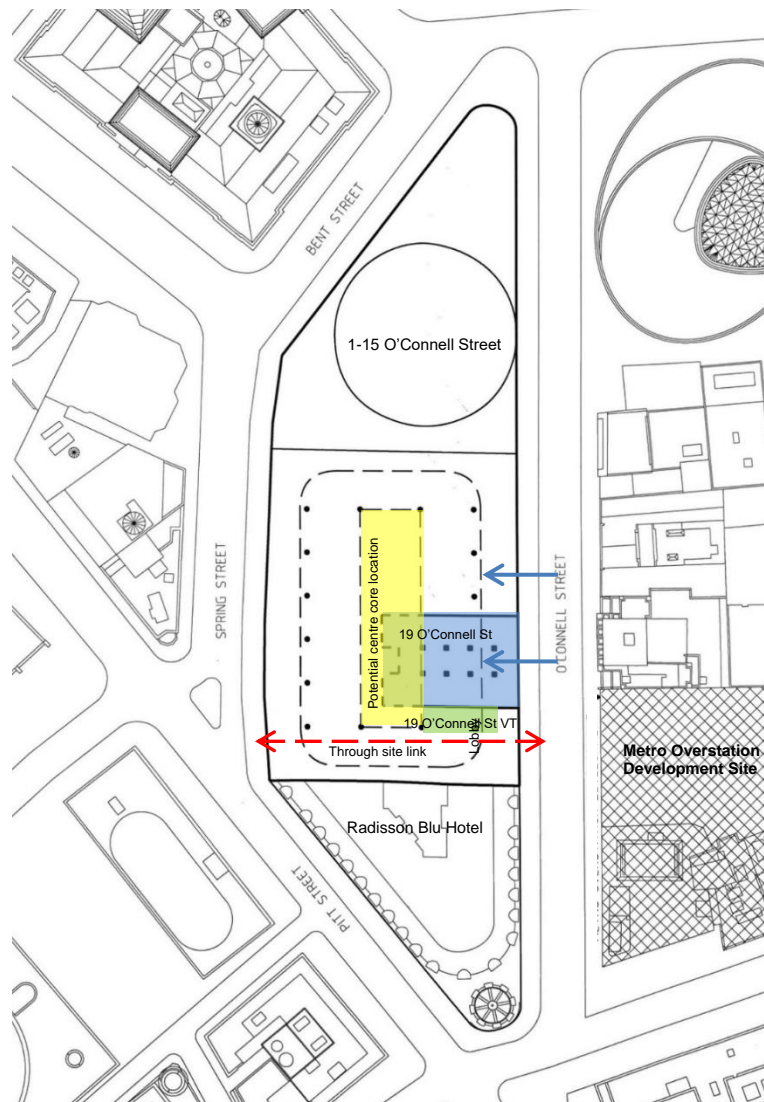 BENT STREET
1-15 O'Connell Street
SPRING STREET
Potential centre core location
O'CONNELL STREET
19 O'Connell St
19 O'Connell St VT
Lobby
Through site link
Metro Overstation
Development Site
Radisson Blu Hotel
PITT STREET